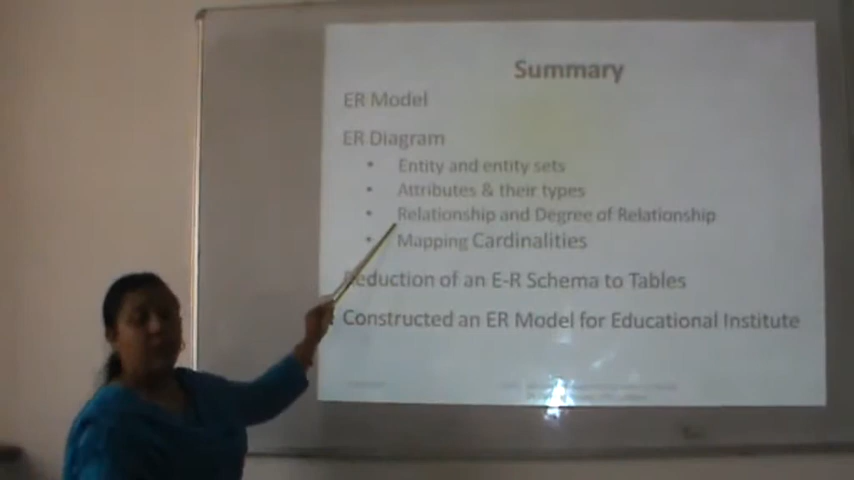 Summary
ER Model
ER Diagram
• Entity and entity sets
• Attributes & their types
• Relationship and Degree of Relationship
• Mapping Cardinalities
Reduction of an E-R Schema to Tables
Constructed an ER Model for Educational Institute